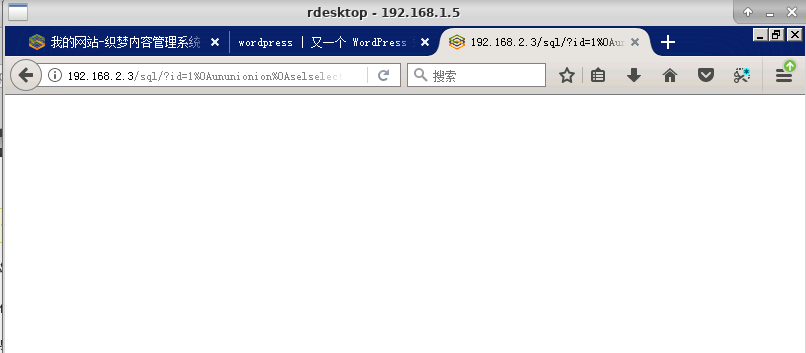 rdesktop - 192.168.1.5
我的网站-织梦内容管理系统 wordpress | 又一个 WordPress 192.168.2.3/sql/?id=1%0Aun
192.168.2.3/sql/?id=1%0Aununionion%0Aselselect 搜索